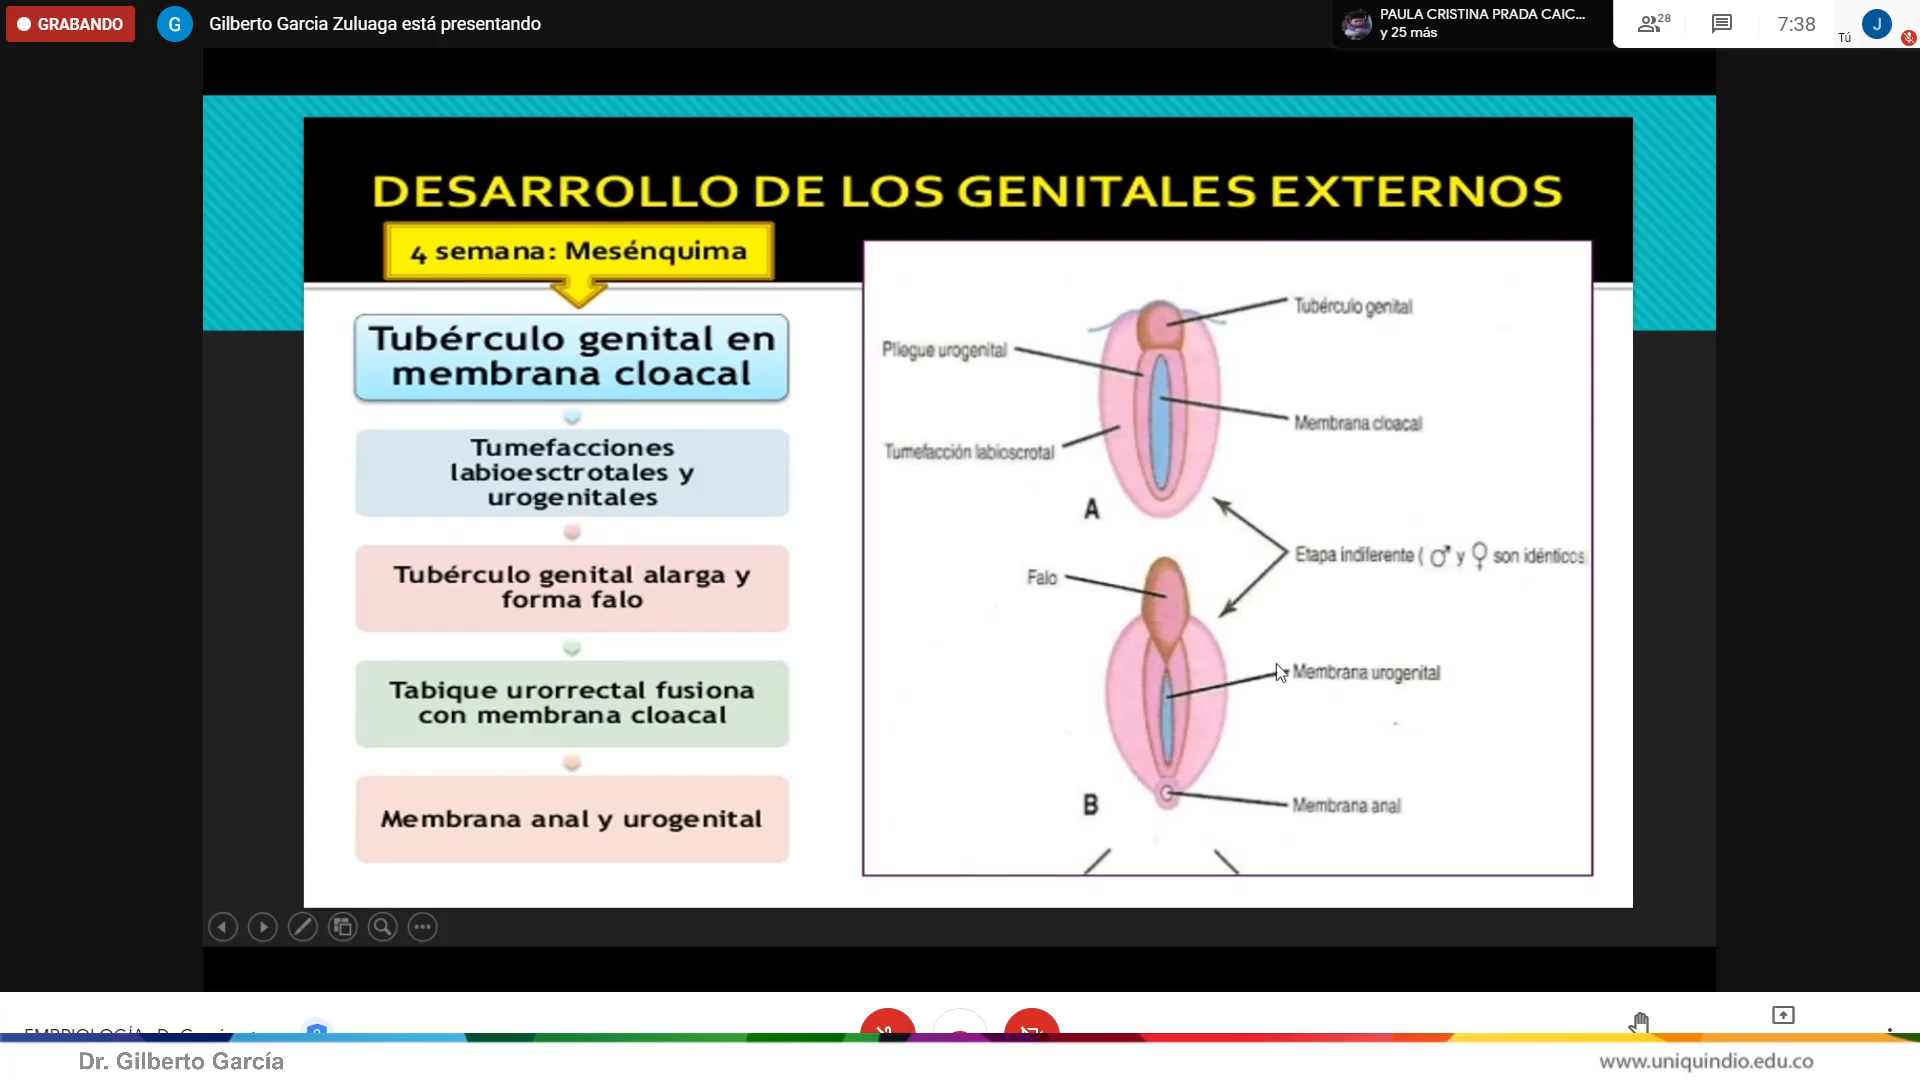 GRABANDO
G
Gilberto Garcia Zuluaga está presentando
PAULA CRISTINA PRADA CAIC...
y 25 más
28
7:38
Tú
J
DESARROLLO DE LOS GENITALES EXTERNOS
4 semana: Mesénquima
Tubérculo genital en
membrana cloacal
Tumefacciones
labioesctrotales y
urogenitales
Tubérculo genital alarga y
forma falo
Tabique urorrectal fusiona
con membrana cloacal
Membrana anal y urogenital
Tubérculo genital
Pliegue urogenital
Membrana cloacal
Tumefacción labioscrotal
A
Etapa indiferente ( ♂ y ♀ son idénticos
Falo
Membrana urogenital
B
Membrana anal
Dr. Gilberto García
www.uniquindio.edu.co